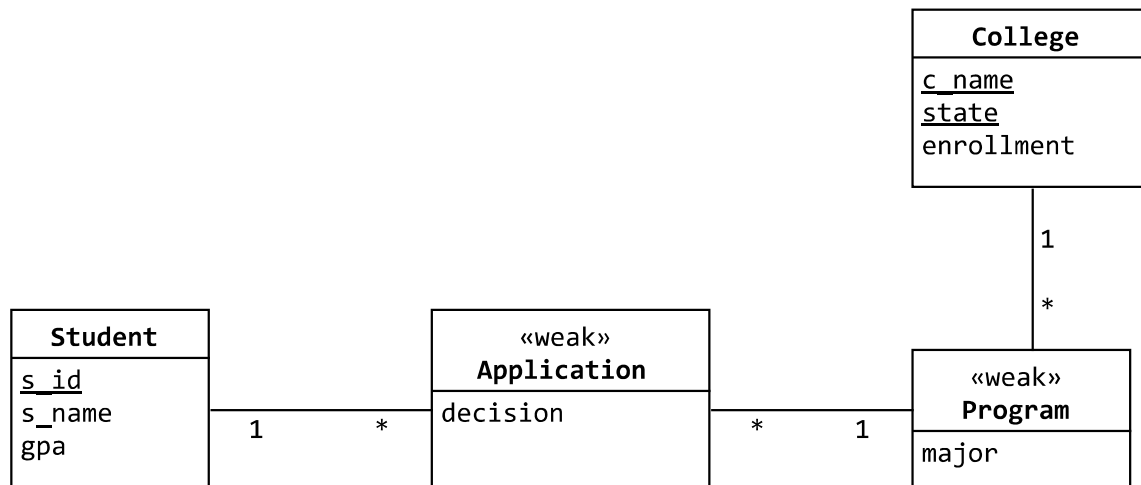 College
c_name
state
enrollment
1
*
Student
s_id
s_name
gpa
1
*
«weak»
Application
decision
*
1
«weak»
Program
major